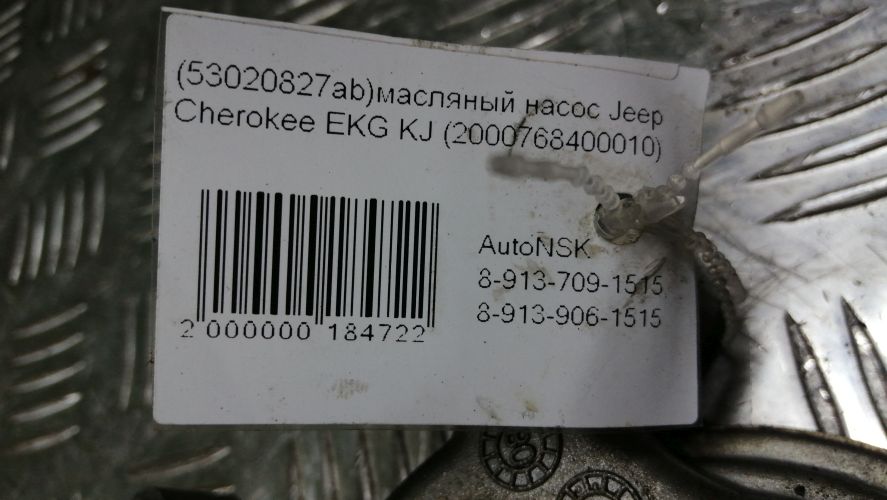 (53020827ab)масляный насос Jeep
Cherokee EKG KJ (2000768400010)
AutoNSK
8-913-709-1515
8-913-906-1515
2 000000 184722